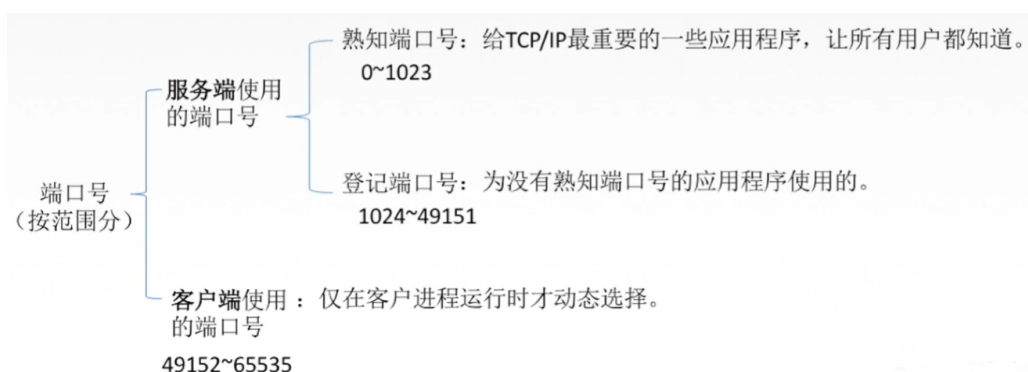 熟知端口号：给TCP/IP最重要的一些应用程序，让所有用户都知道。
0~1023
服务端使用
的端口号
登记端口号：为没有熟知端口号的应用程序使用的。
1024~49151
端口号
（按范围分）
客户端使用 ：仅在客户进程运行时才动态选择。
的端口号
49152~65535